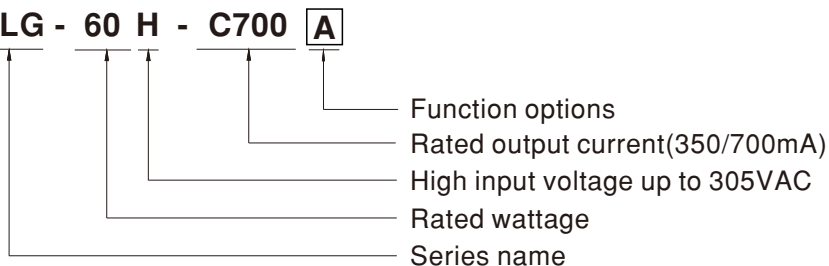 LG - 60 H - C700 A
Function options
Rated output current(350/700mA)
High input voltage up to 305VAC
Rated wattage
Series name